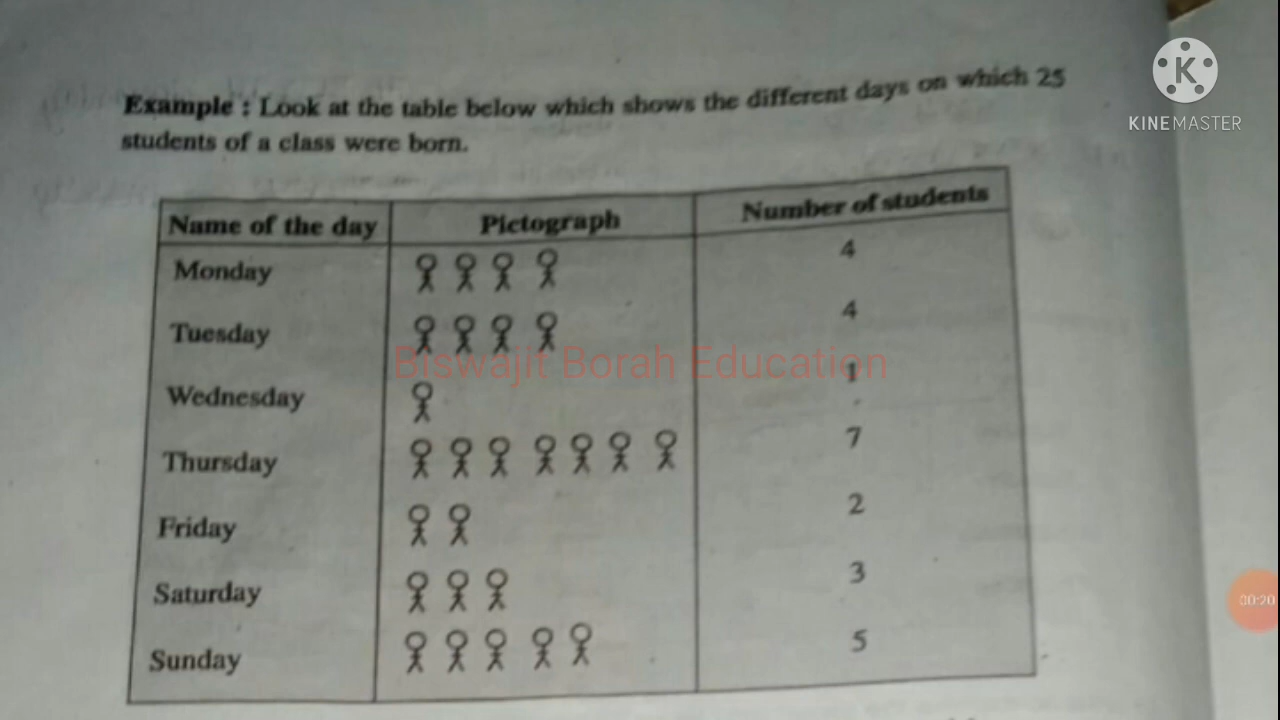 Example : Look at the table below which shows the different days on which 25
students of a class were born.
Name of the day Pictograph Number of students
Monday 4
Tuesday 4
Wednesday 1
Thursday 7
Friday 2
Saturday 3
Sunday 5
Biswajit Borah Education
K
KINEMASTER
00:20